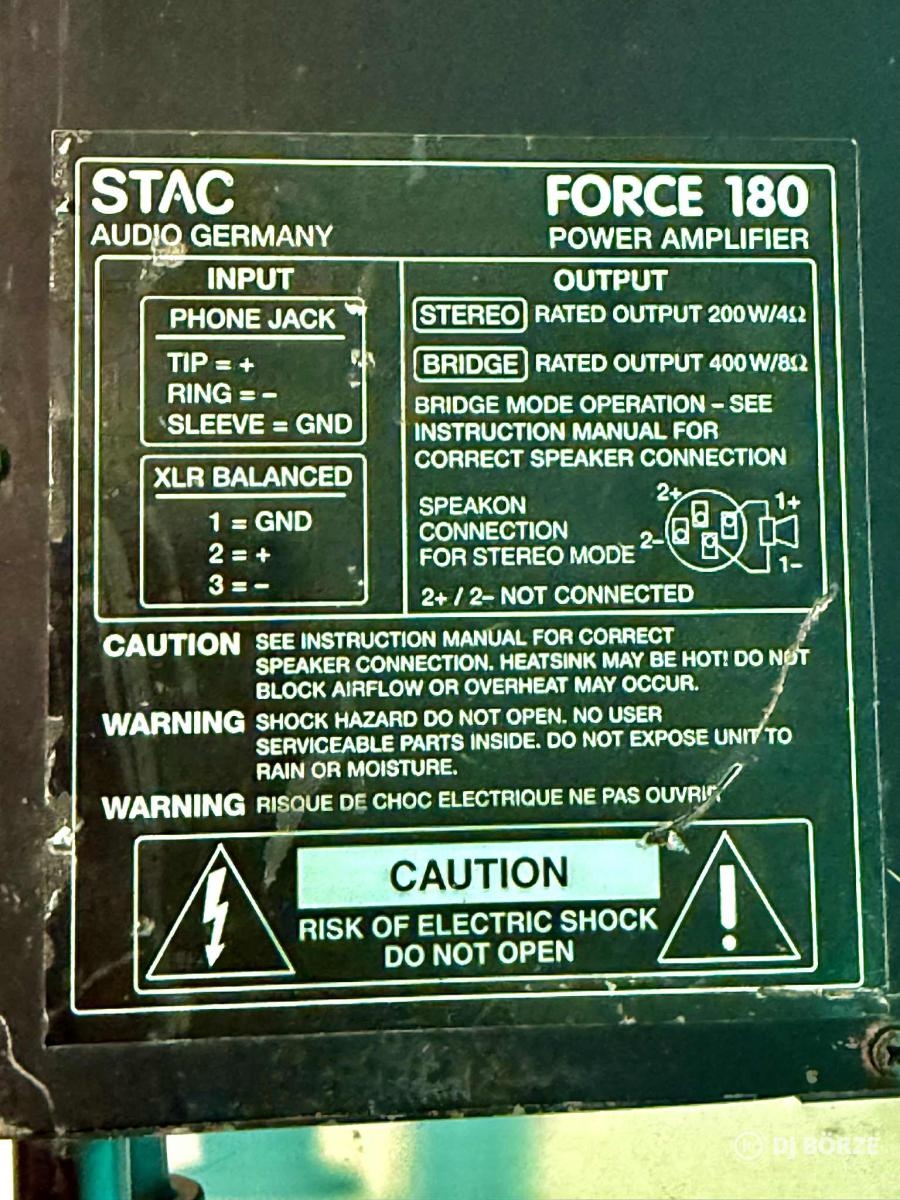 STAC
AUDIO GERMANY
FORCE 180
POWER AMPLIFIER
INPUT
PHONE JACK
TIP = +
RING = –
SLEEVE = GND
XLR BALANCED
1 = GND
2 = +
3 = –
OUTPUT
STEREO RATED OUTPUT 200W/4Ω
BRIDGE RATED OUTPUT 400W/8Ω
BRIDGE MODE OPERATION – SEE
INSTRUCTION MANUAL FOR
CORRECT SPEAKER CONNECTION
SPEAKON
CONNECTION
FOR STEREO MODE
2+
2–
1+
1–
2+ / 2– NOT CONNECTED
CAUTION SEE INSTRUCTION MANUAL FOR CORRECT
SPEAKER CONNECTION. HEATSINK MAY BE HOT! DO NOT
BLOCK AIRFLOW OR OVERHEAT MAY OCCUR.
WARNING SHOCK HAZARD DO NOT OPEN. NO USER
SERVICEABLE PARTS INSIDE. DO NOT EXPOSE UNIT TO
RAIN OR MOISTURE.
WARNING RISQUE DE CHOC ELECTRIQUE NE PAS OUVRIR
CAUTION
RISK OF ELECTRIC SHOCK
DO NOT OPEN
DJ BÖRZE